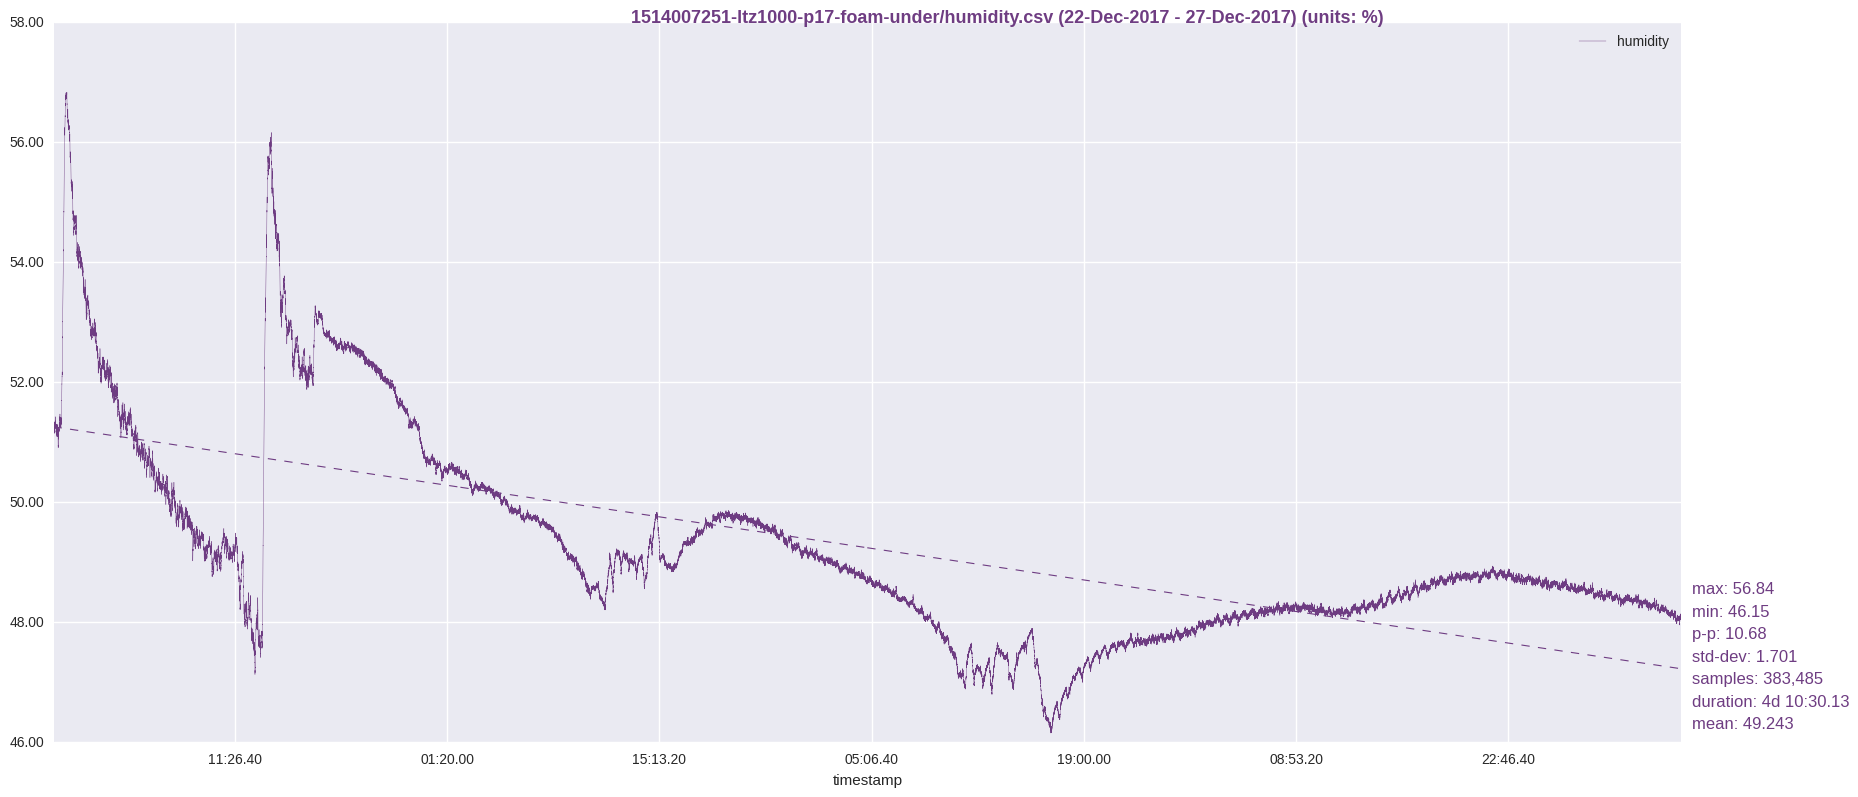 1514007251-ltz1000-p17-foam-under/humidity.csv (22-Dec-2017 - 27-Dec-2017) (units: %)
humidity
58.00
56.00
54.00
52.00
50.00
48.00
46.00
max: 56.84
min: 46.15
p-p: 10.68
std-dev: 1.701
samples: 383,485
duration: 4d 10:30.13
mean: 49.243
11:26.40 01:20.00 15:13.20 05:06.40 19:00.00 08:53.20 22:46.40
timestamp